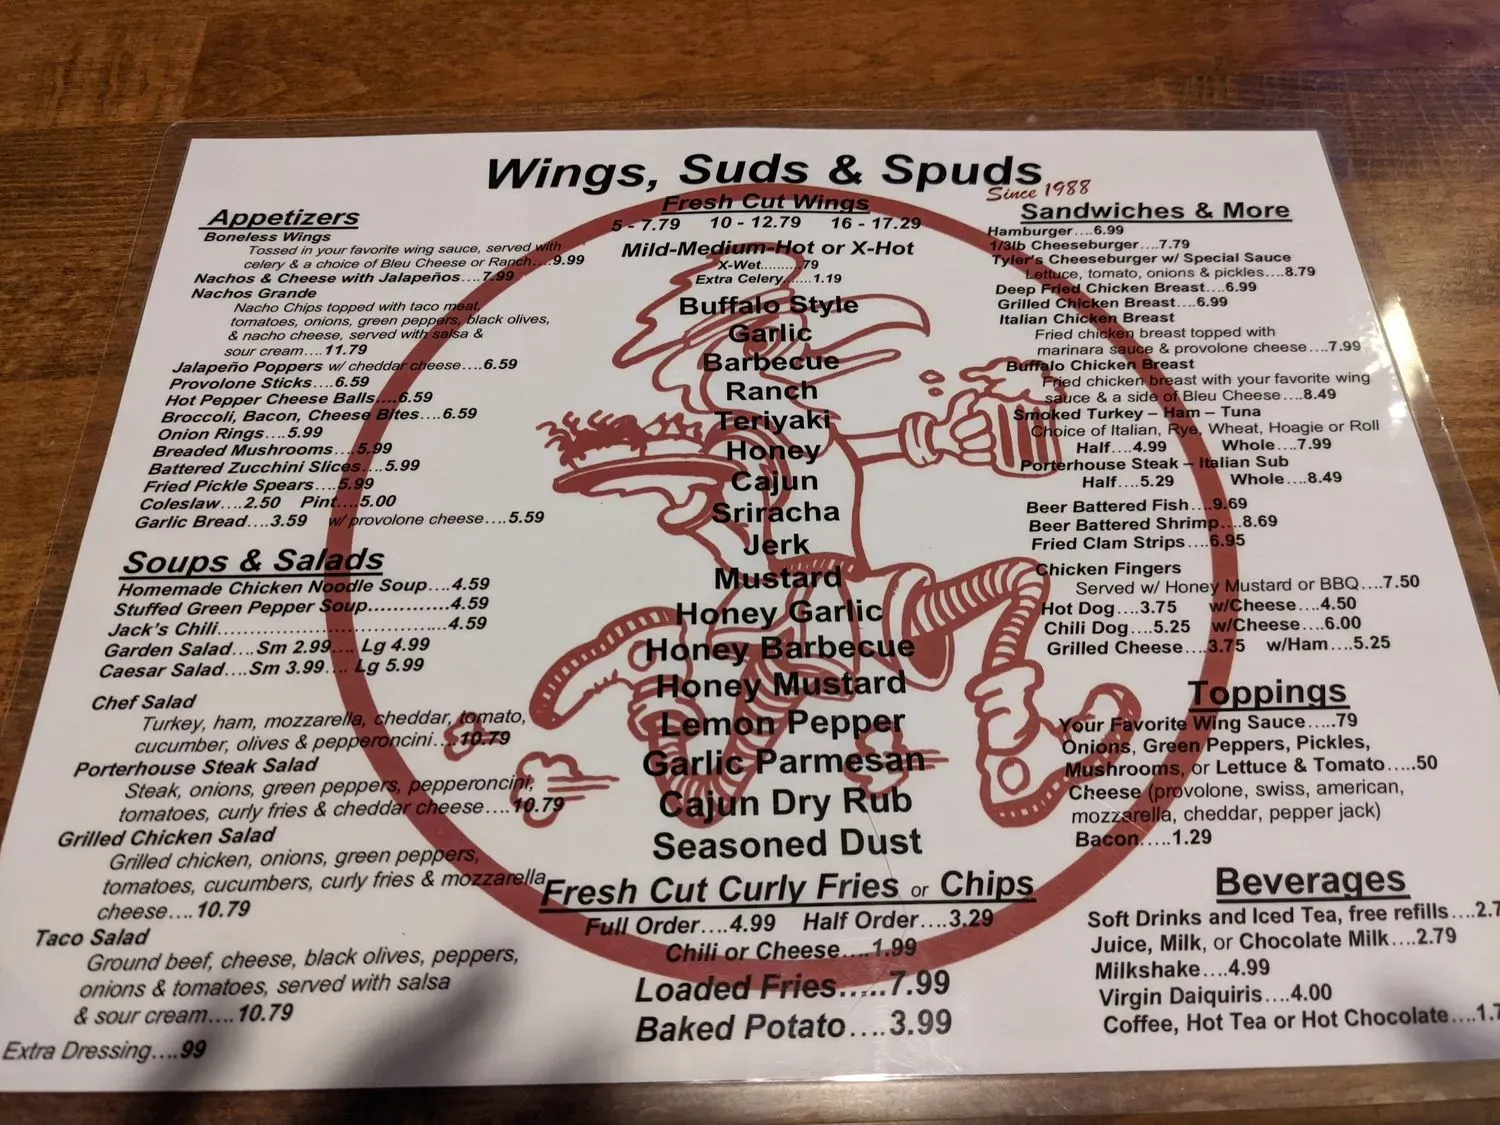 Wings, Suds & Spuds
Since 1988
Appetizers
Boneless Wings
Tossed in your favorite wing sauce, served with
celery & a choice of Bleu Cheese or Ranch....9.99
Nachos & Cheese with Jalapeños....7.99
Nachos Grande
Nacho Chips topped with taco meat,
tomatoes, onions, green peppers, black olives,
& nacho cheese, served with salsa &
sour cream....11.79
Jalapeño Poppers w/ cheddar cheese....6.59
Provolone Sticks....6.59
Hot Pepper Cheese Balls....6.59
Broccoli, Bacon, Cheese Bites....6.59
Onion Rings....5.99
Breaded Mushrooms....5.99
Battered Zucchini Slices....5.99
Fried Pickle Spears....5.99
Coleslaw....2.50 Pint....5.00
Garlic Bread....3.59 w/ provolone cheese....5.59
Soups & Salads
Homemade Chicken Noodle Soup....4.59
Stuffed Green Pepper Soup.............4.59
Jack's Chili....................................4.59
Garden Salad....Sm 2.99.... Lg 4.99
Caesar Salad....Sm 3.99.... Lg 5.99
Chef Salad
Turkey, ham, mozzarella, cheddar, tomato,
cucumber, olives & pepperoncini....10.79
Porterhouse Steak Salad
Steak, onions, green peppers, pepperoncini,
tomatoes, curly fries & cheddar cheese....10.79
Grilled Chicken Salad
Grilled chicken, onions, green peppers,
tomatoes, cucumbers, curly fries & mozzarella
cheese....10.79
Taco Salad
Ground beef, cheese, black olives, peppers,
onions & tomatoes, served with salsa
& sour cream....10.79
Extra Dressing....99
Fresh Cut Wings
5 - 7.79 10 - 12.79 16 - 17.29
Mild-Medium-Hot or X-Hot
X-Wet.........79
Extra Celery......1.19
Buffalo Style
Garlic
Barbecue
Ranch
Teriyaki
Honey
Cajun
Sriracha
Jerk
Mustard
Honey Garlic
Honey Barbecue
Honey Mustard
Lemon Pepper
Garlic Parmesan
Cajun Dry Rub
Seasoned Dust
Fresh Cut Curly Fries or Chips
Full Order....4.99 Half Order....3.29
Chili or Cheese....1.99
Loaded Fries......7.99
Baked Potato....3.99
Sandwiches & More
Hamburger....6.99
1/3lb Cheeseburger....7.79
Tyler's Cheeseburger w/ Special Sauce
Lettuce, tomato, onions & pickles....8.79
Deep Fried Chicken Breast....6.99
Grilled Chicken Breast....6.99
Italian Chicken Breast
Fried chicken breast topped with
marinara sauce & provolone cheese....7.99
Buffalo Chicken Breast
Fried chicken breast with your favorite wing
sauce & a side of Bleu Cheese....8.49
Smoked Turkey – Ham – Tuna
Choice of Italian, Rye, Wheat, Hoagie or Roll
Half....4.99 Whole....7.99
Porterhouse Steak – Italian Sub
Half....5.29 Whole....8.49
Beer Battered Fish....9.69
Beer Battered Shrimp....8.69
Fried Clam Strips....6.95
Chicken Fingers
Served w/ Honey Mustard or BBQ....7.50
Hot Dog....3.75 w/Cheese....4.50
Chili Dog....5.25 w/Cheese....6.00
Grilled Cheese....3.75 w/Ham....5.25
Toppings
Your Favorite Wing Sauce.....79
Onions, Green Peppers, Pickles,
Mushrooms, or Lettuce & Tomato.....50
Cheese (provolone, swiss, american,
mozzarella, cheddar, pepper jack)
Bacon.....1.29
Beverages
Soft Drinks and Iced Tea, free refills....2.7
Juice, Milk, or Chocolate Milk....2.79
Milkshake....4.99
Virgin Daiquiris....4.00
Coffee, Hot Tea or Hot Chocolate....1.7